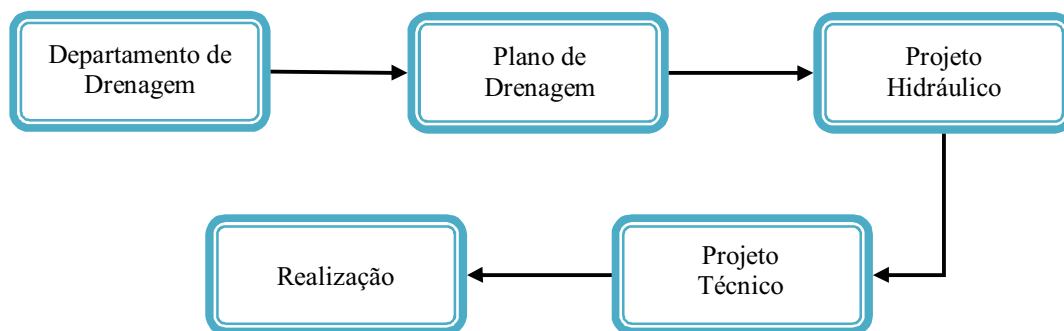 Departamento de
Drenagem
Plano de
Drenagem
Projeto
Hidráulico
Projeto
Técnico
Realização